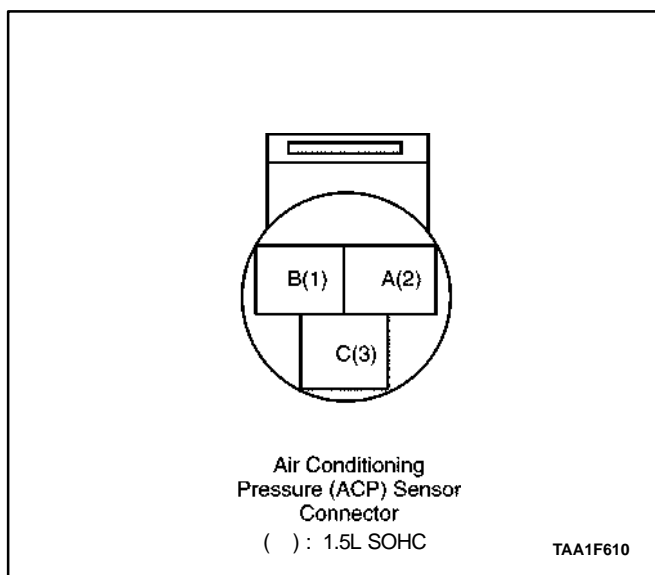 B(1) A(2)
C(3)
Air Conditioning
Pressure (ACP) Sensor
Connector
( ) : 1.5L SOHC
TAA1F610